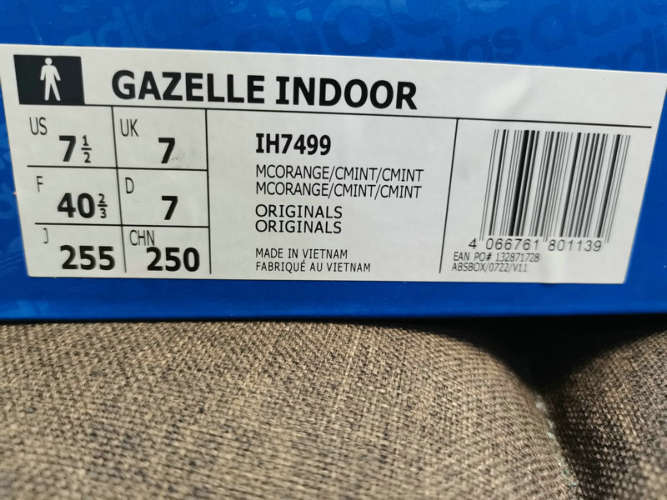 GAZELLE INDOOR
US 7½ UK 7
F 40⅔ D 7
J 255 CHN 250
IH7499
MCORANGE/CMINT/CMINT
MCORANGE/CMINT/CMINT
ORIGINALS
ORIGINALS
MADE IN VIETNAM
FABRIQUÉ AU VIETNAM
4 066761 801139
EAN PO# 132871728
ABSBOX/0722/V11
adidas